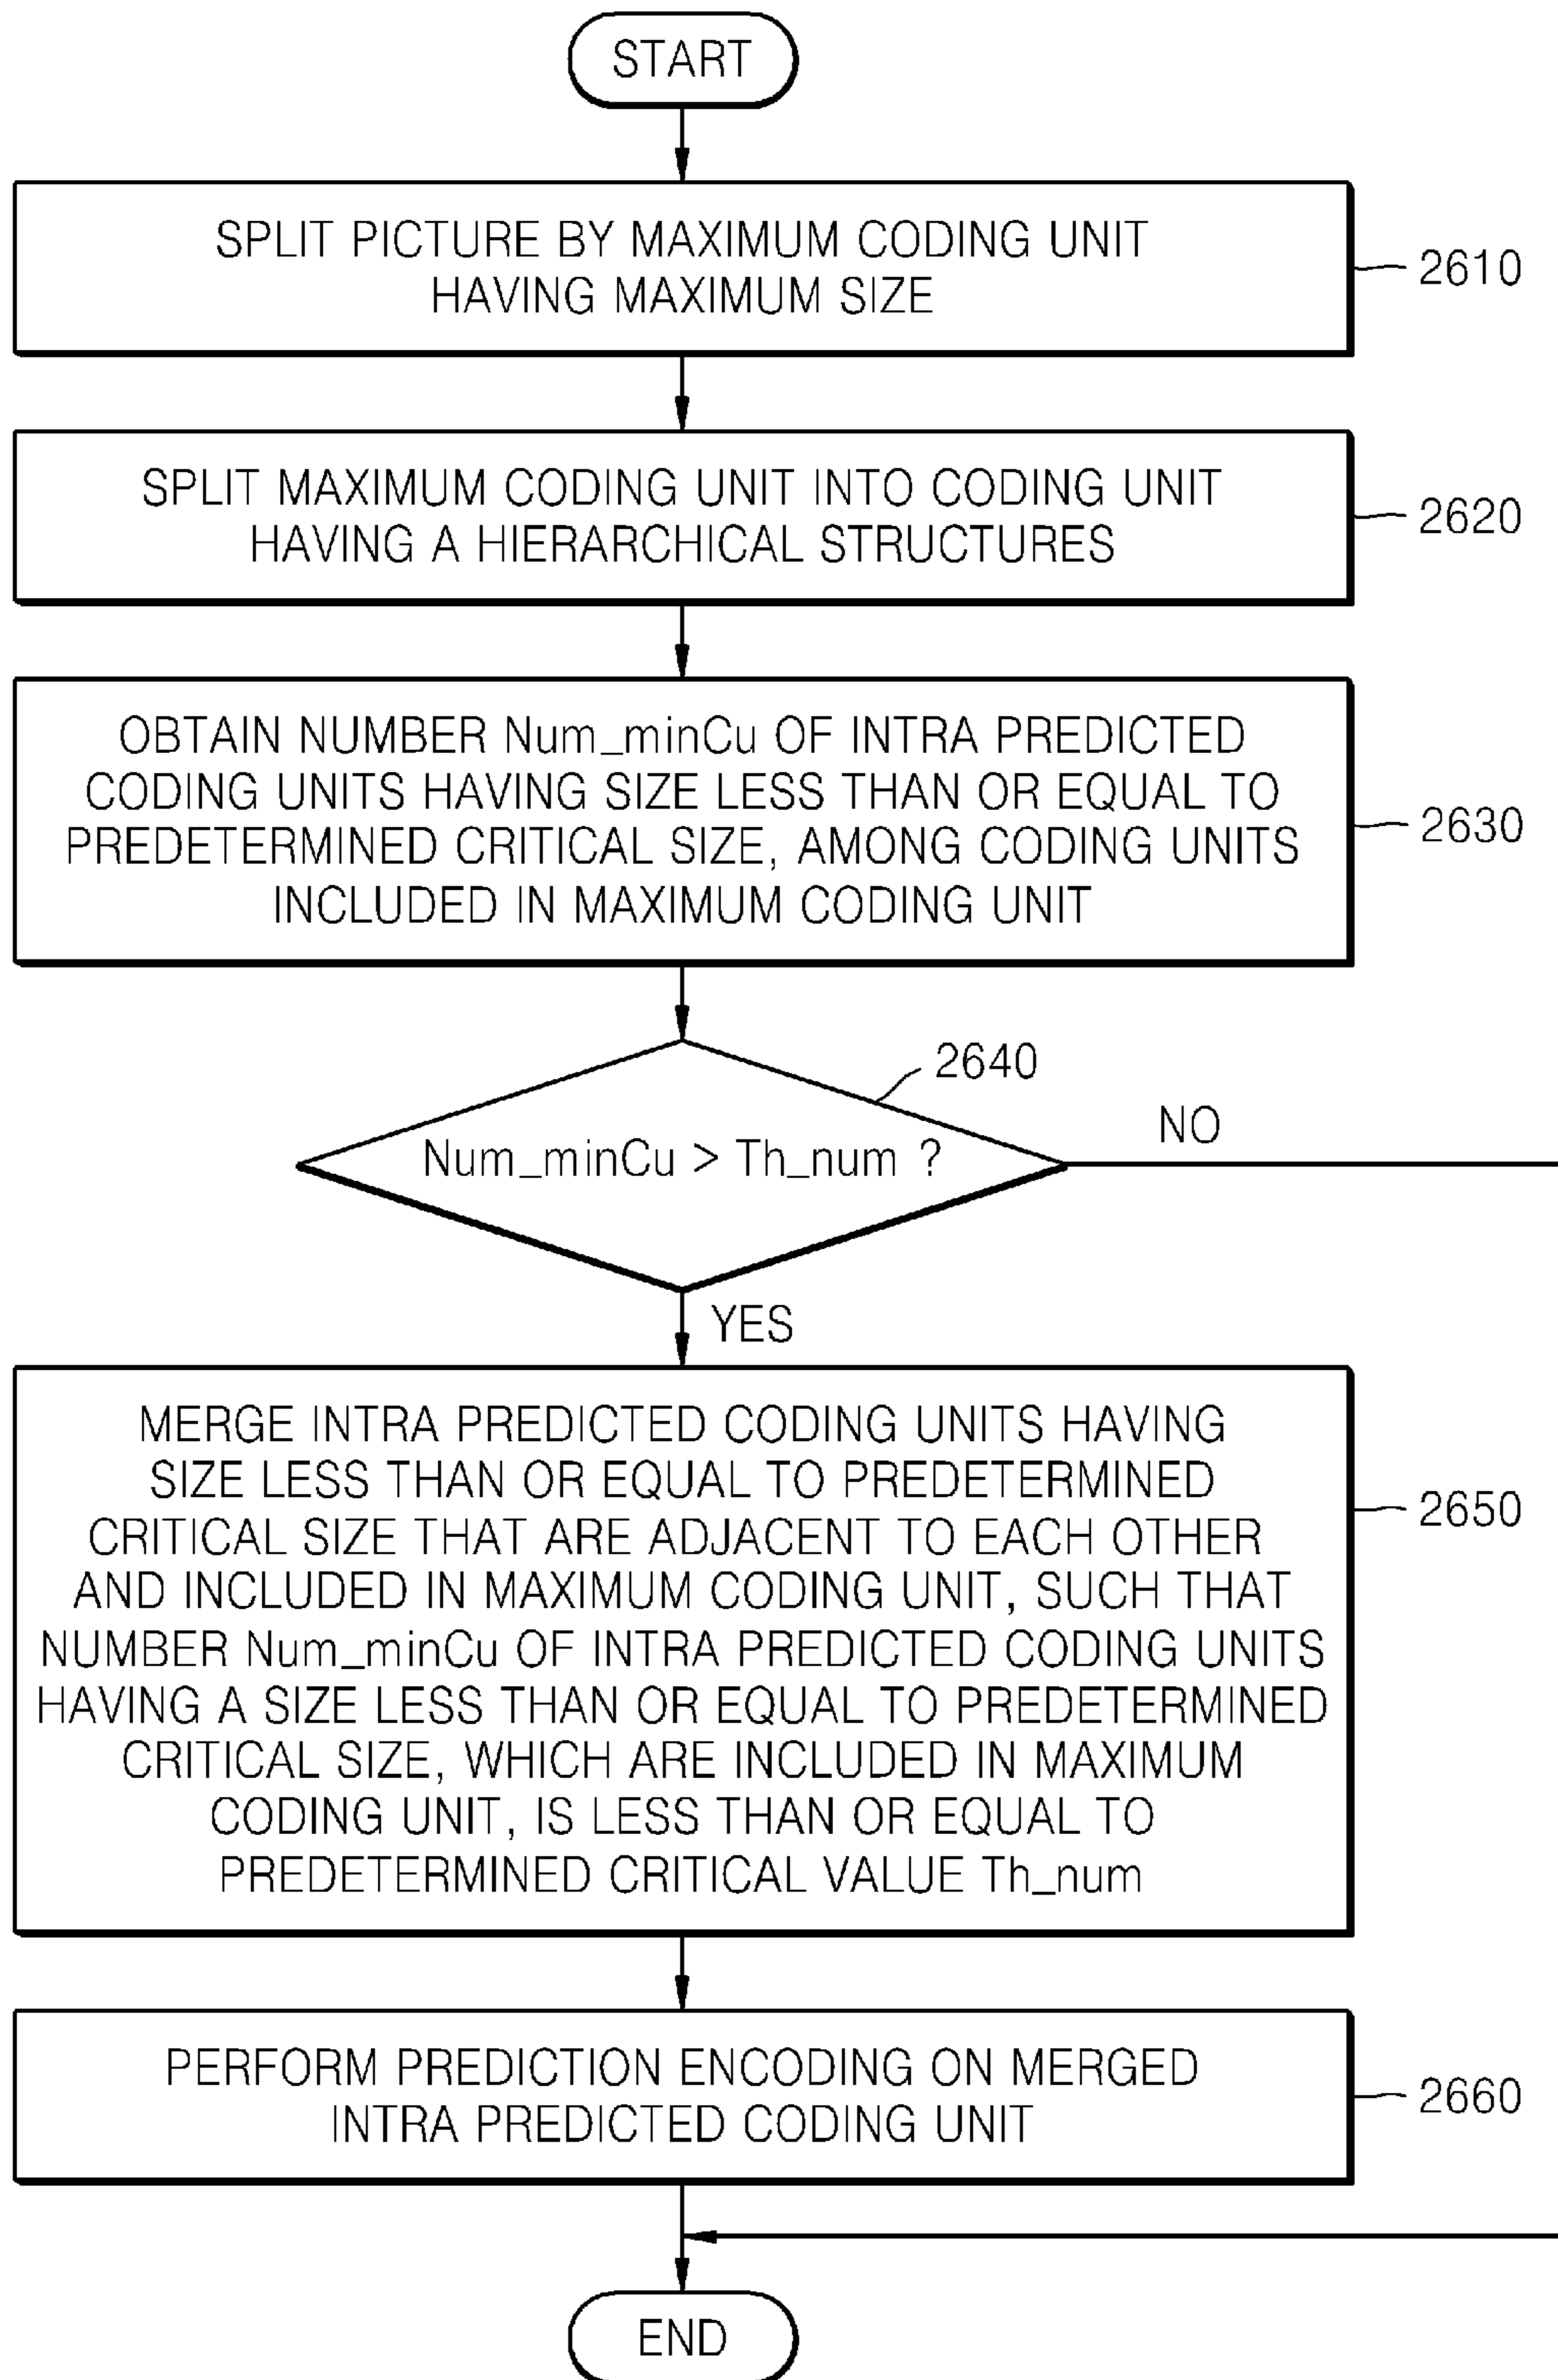 START
SPLIT PICTURE BY MAXIMUM CODING UNIT
HAVING MAXIMUM SIZE
2610
SPLIT MAXIMUM CODING UNIT INTO CODING UNIT
HAVING A HIERARCHICAL STRUCTURES
2620
OBTAIN NUMBER Num_minCu OF INTRA PREDICTED
CODING UNITS HAVING SIZE LESS THAN OR EQUAL TO
PREDETERMINED CRITICAL SIZE, AMONG CODING UNITS
INCLUDED IN MAXIMUM CODING UNIT
2630
2640
Num_minCu > Th_num ?
NO
YES
MERGE INTRA PREDICTED CODING UNITS HAVING
SIZE LESS THAN OR EQUAL TO PREDETERMINED
CRITICAL SIZE THAT ARE ADJACENT TO EACH OTHER
AND INCLUDED IN MAXIMUM CODING UNIT, SUCH THAT
NUMBER Num_minCu OF INTRA PREDICTED CODING UNITS
HAVING A SIZE LESS THAN OR EQUAL TO PREDETERMINED
CRITICAL SIZE, WHICH ARE INCLUDED IN MAXIMUM
CODING UNIT, IS LESS THAN OR EQUAL TO
PREDETERMINED CRITICAL VALUE Th_num
2650
PERFORM PREDICTION ENCODING ON MERGED
INTRA PREDICTED CODING UNIT
2660
END